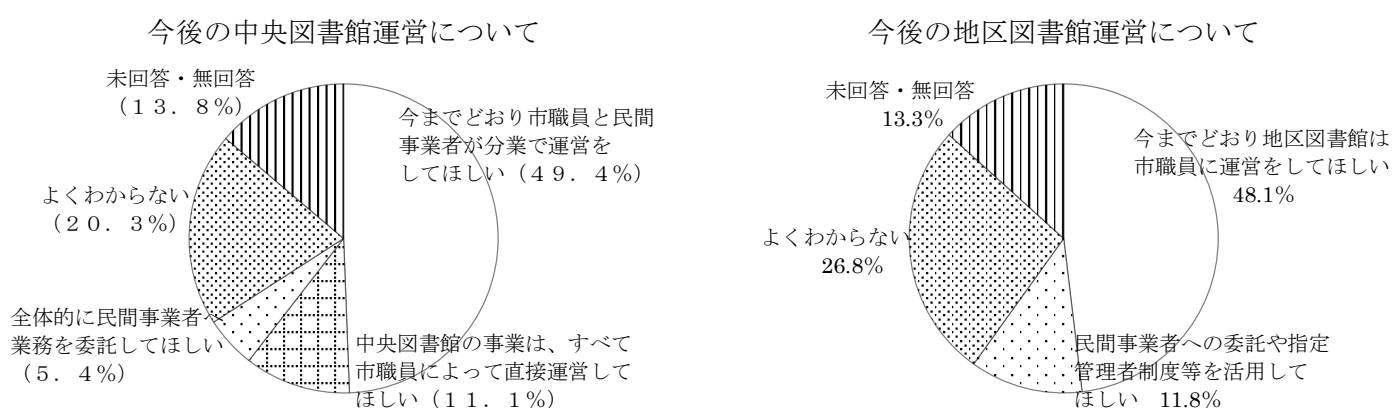 今後の中央図書館運営について
未回答・無回答
（１３．８％）
今までどおり市職員と民間
事業者が分業で運営を
してほしい（４９．４％）
よくわからない
（２０．３％）
全体的に民間事業者へ
業務を委託してほしい
（５．４％）
中央図書館の事業は、すべて
市職員によって直接運営して
ほしい（１１．１％）
今後の地区図書館運営について
未回答・無回答
13.3%
今までどおり地区図書館は
市職員に運営をしてほしい
48.1%
よくわからない
26.8%
民間事業者への委託や指定
管理者制度等を活用して
ほしい　11.8%